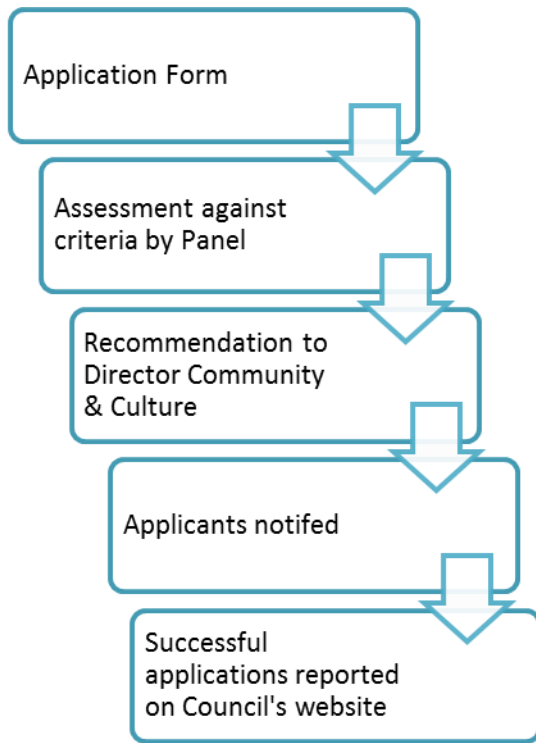 Application Form
Assessment against
criteria by Panel
Recommendation to
Director Community
& Culture
Applicants notifed
Successful
applications reported
on Council's website